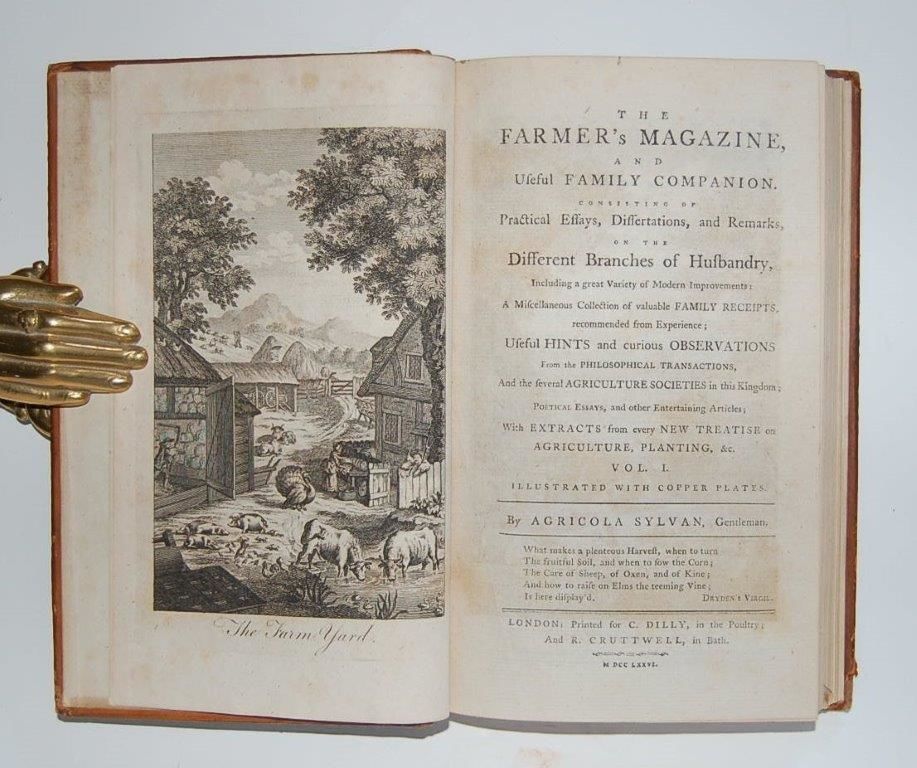 The Farm Yard.
THE
FARMER's MAGAZINE,
AND
Uſeful FAMILY COMPANION.
CONSISTING OF
Practical Eſſays, Diſſertations, and Remarks,
ON THE
Different Branches of Huſbandry,
Including a great Variety of Modern Improvements:
A Miſcellaneous Collection of valuable FAMILY RECEIPTS,
recommended from Experience;
Uſeful HINTS and curious OBSERVATIONS
From the PHILOSOPHICAL TRANSACTIONS,
And the ſeveral AGRICULTURE SOCIETIES in this Kingdom;
POETICAL ESSAYS, and other Entertaining Articles;
With EXTRACTS from every NEW TREATISE on
AGRICULTURE, PLANTING, &c.
VOL. I.
ILLUSTRATED WITH COPPER PLATES.
By AGRICOLA SYLVAN, Gentleman.
What makes a plenteous Harveſt, when to turn
The fruitful Soil, and when to ſow the Corn;
The Care of Sheep, of Oxen, and of Kine;
And how to raiſe on Elms the teeming Vine;
Is here diſplay'd. DRYDEN'S VIRGIL.
LONDON: Printed for C. DILLY, in the Poultry;
And R. CRUTTWELL, in Bath.
M DCC LXXVI.